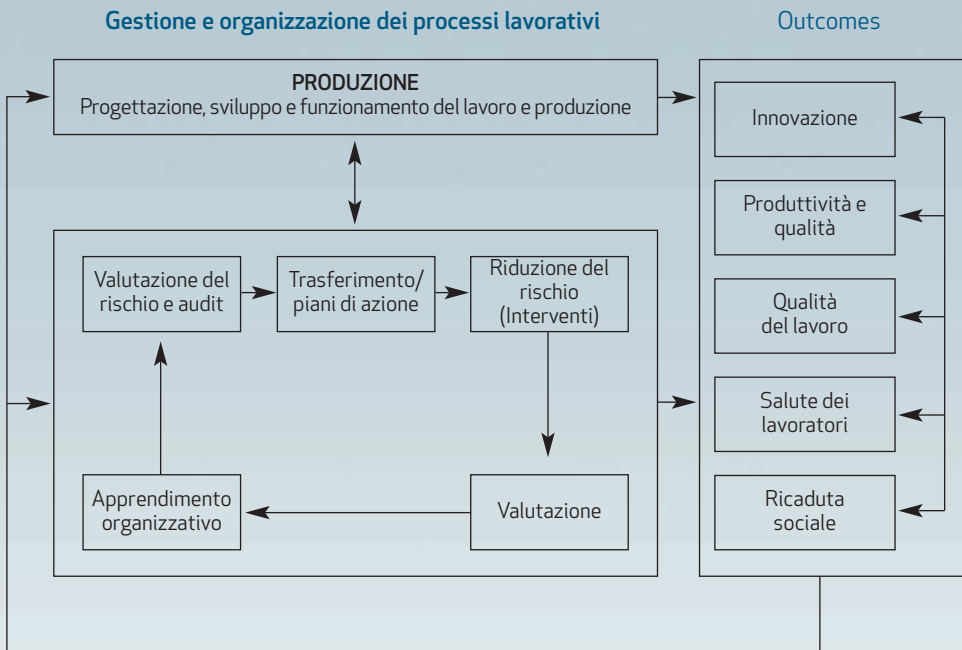 Gestione e organizzazione dei processi lavorativi
Outcomes
PRODUZIONE
Progettazione, sviluppo e funzionamento del lavoro e produzione
Valutazione del
rischio e audit
Trasferimento/
piani di azione
Riduzione del
rischio
(Interventi)
Apprendimento
organizzativo
Valutazione
Innovazione
Produttività e
qualità
Qualità
del lavoro
Salute dei
lavoratori
Ricaduta
sociale